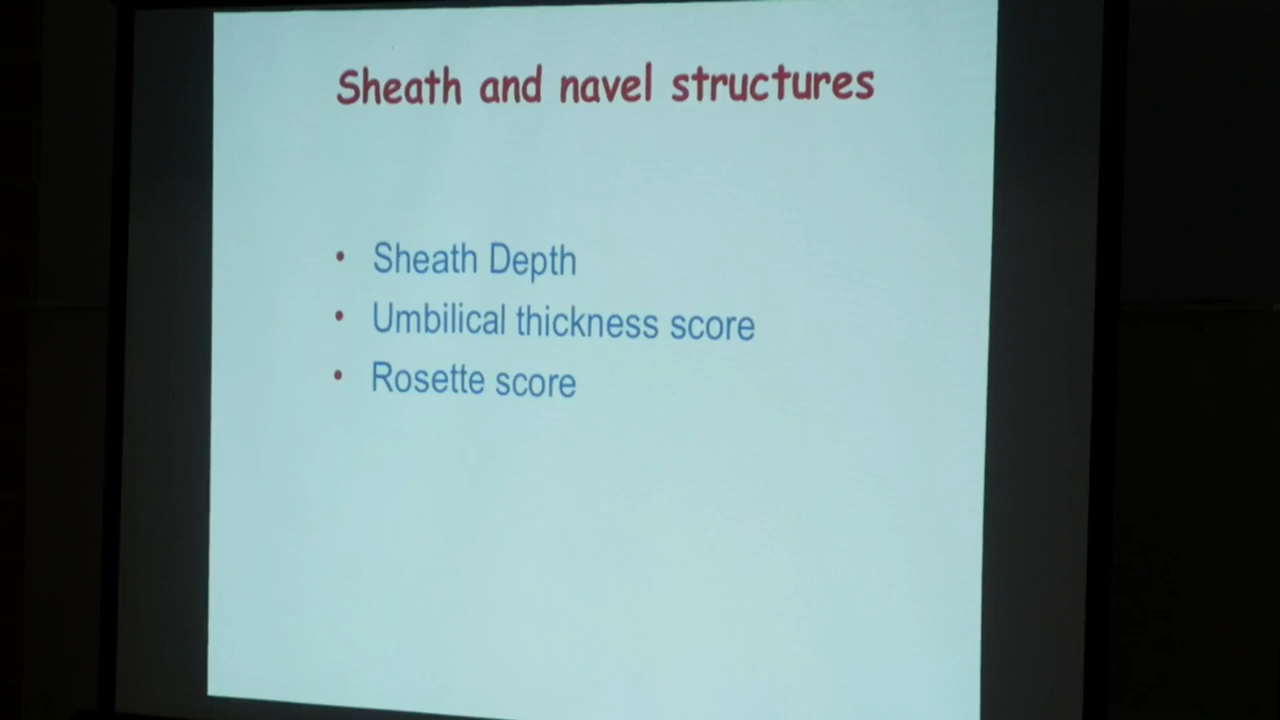 Sheath and navel structures
• Sheath Depth
• Umbilical thickness score
• Rosette score